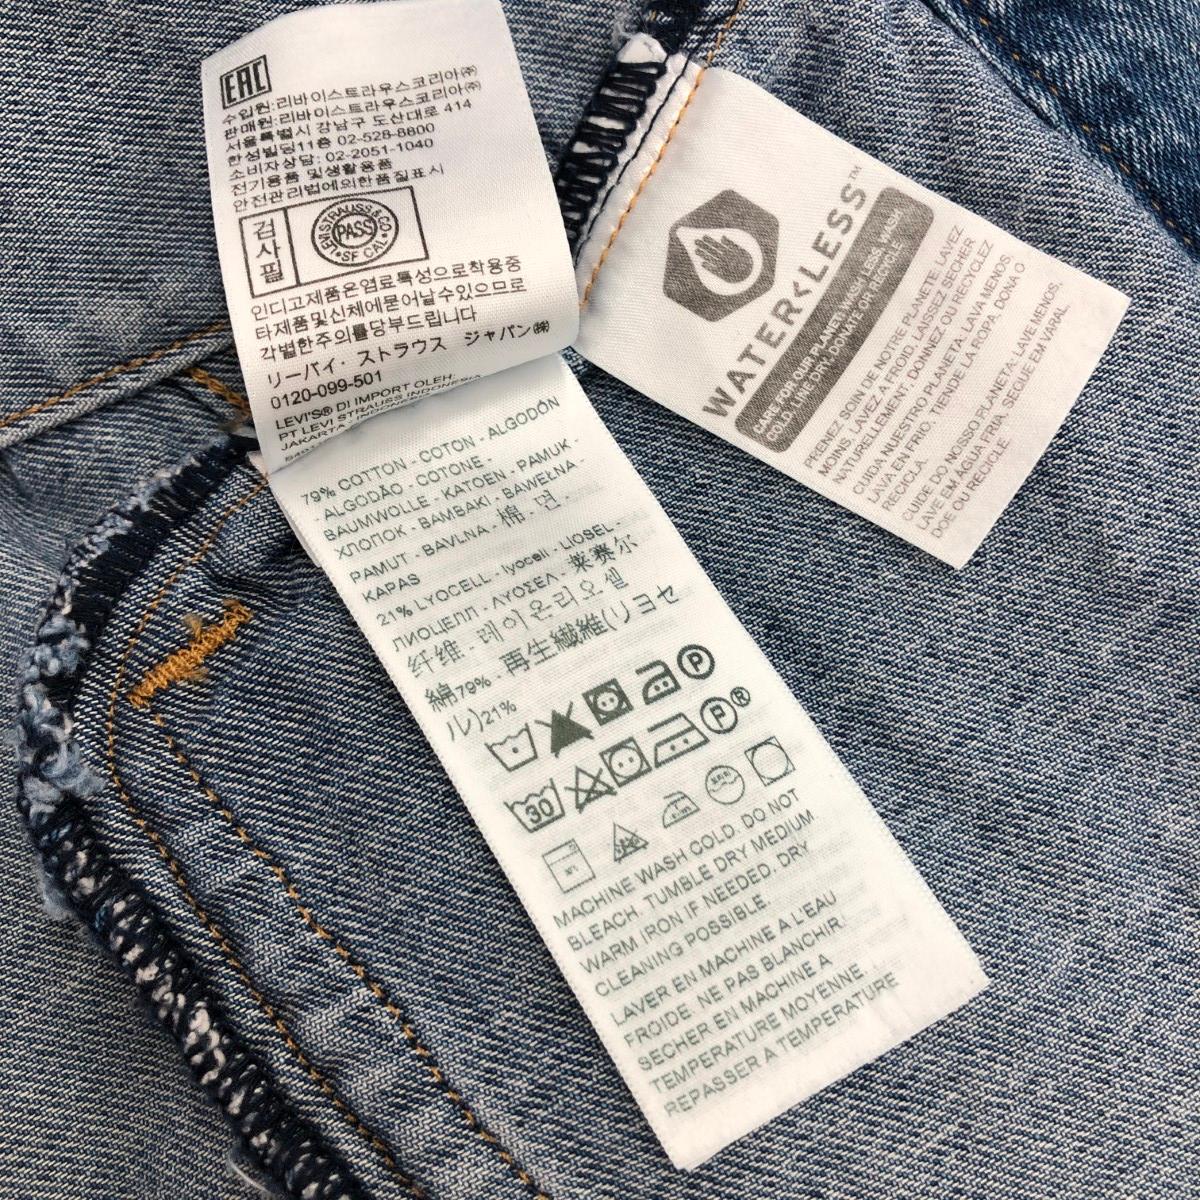 EAC
수입원:리바이스트라우스코리아㈜
판매원:리바이스트라우스코리아㈜
서울특별시 강남구 도산대로 414
한성빌딩11층 02-528-8800
소비자상담: 02-2051-1040
전기용품 및생활용품
안전관리법에의한품질표시
검사필
LEVI STRAUSS & CO
PASS
SF CAL
인디고제품은염료특성으로착용중
타제품및신체에묻어날수있으므로
각별한주의를당부드립니다
リーバイ・ストラウス ジャパン㈱
0120-099-501
LEVI'S® DI IMPORT OLEH:
PT LEVI STRAUSS INDONESIA
JAKARTA / INDONESIA
79% COTTON - COTON - ALGODÓN
- ALGODÃO - COTONE -
BAUMWOLLE - KATOEN - PAMUK -
ХЛОПОК - BAMBAKI - BAWEŁNA -
PAMUT - BAVLNA - 棉 - 면 -
KAPAS
21% LYOCELL - lyocell - LIOSEL -
ЛИОЦЕЛЛ - ΛΥΟΣΕΛ - 莱赛尔
纤维 - 레이온리오셀
綿79% - 再生繊維(リヨセ
ル)21%
P
30
P®
MACHINE WASH COLD. DO NOT
BLEACH. TUMBLE DRY MEDIUM
WARM IRON IF NEEDED. DRY
CLEANING POSSIBLE.
LAVER EN MACHINE A L'EAU
FROIDE. NE PAS BLANCHIR.
SECHER EN MACHINE A
TEMPERATURE MOYENNE
REPASSER A TEMPERATURE
WATER<LESS™
CARE FOR OUR PLANET: WASH LESS, WASH
COLD, LINE DRY, DONATE OR RECYCLE
PRENEZ SOIN DE NOTRE PLANETE: LAVEZ
MOINS, LAVEZ A FROID, LAISSEZ SECHER
NATURELLEMENT, DONNEZ OU RECYCLEZ
CUIDA NUESTRO PLANETA: LAVA MENOS,
LAVA EN FRIO, TIENDE LA ROPA, DONA O
RECICLA.
CUIDE DO NOSSO PLANETA: LAVE MENOS,
LAVE EM ÁGUA FRIA, SEQUE EM VARAL,
DOE OU RECICLE.